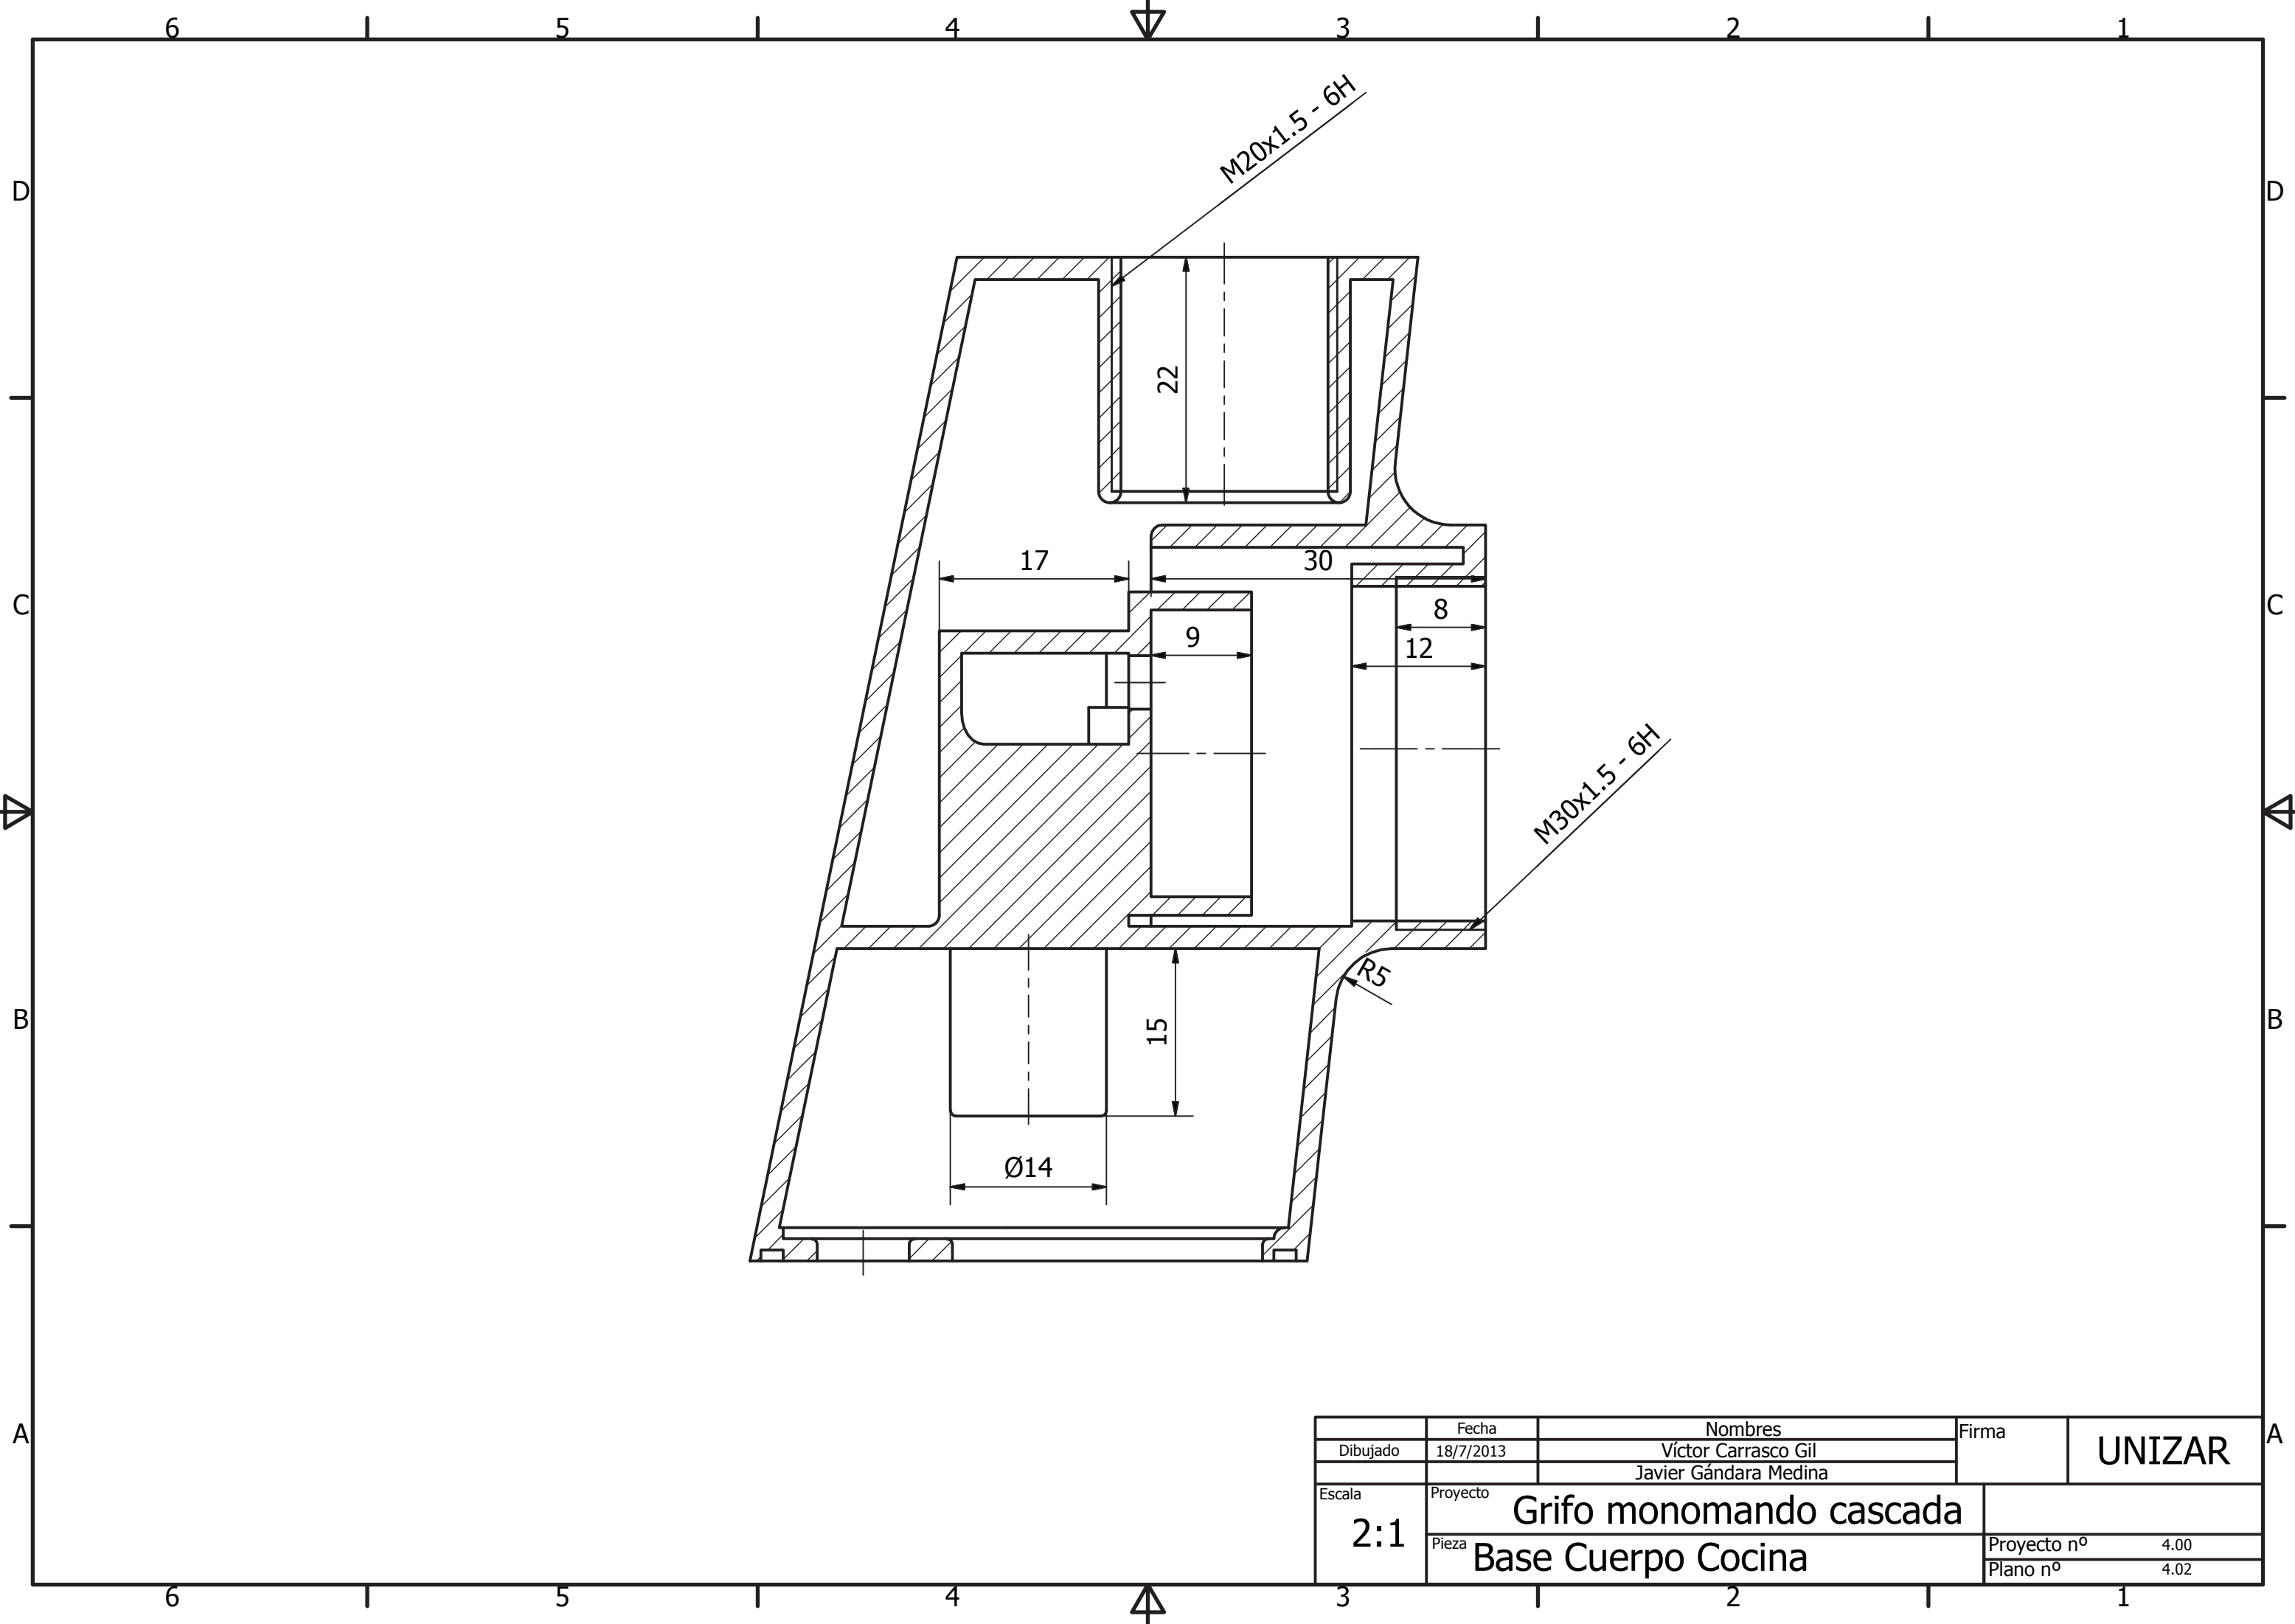 6 5 4 3 2 1
D D
M20x1.5 - 6H
22
17 30
C C
8
9
12
M30x1.5 - 6H
R5
B B
15
Ø14
A A
Fecha Nombres Firma UNIZAR
Dibujado 18/7/2013 Víctor Carrasco Gil
Javier Gándara Medina
Escala 2:1
Proyecto Grifo monomando cascada
Pieza Base Cuerpo Cocina
Proyecto nº 4.00
Plano nº 4.02
6 5 4 3 2 1